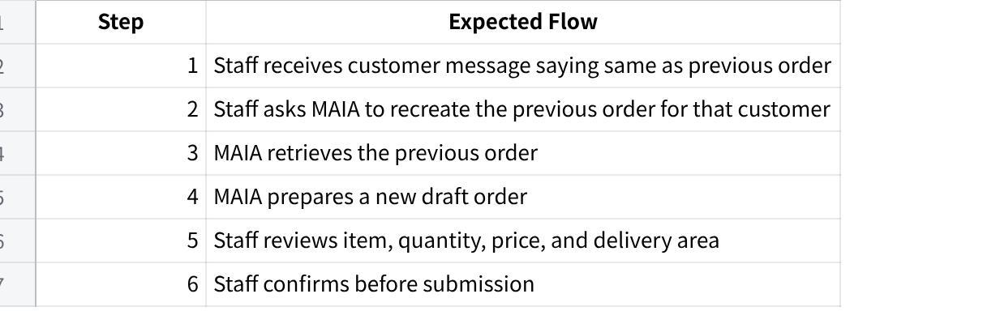 Step Expected Flow
1 Staff receives customer message saying same as previous order
2 Staff asks MAIA to recreate the previous order for that customer
3 MAIA retrieves the previous order
4 MAIA prepares a new draft order
5 Staff reviews item, quantity, price, and delivery area
6 Staff confirms before submission